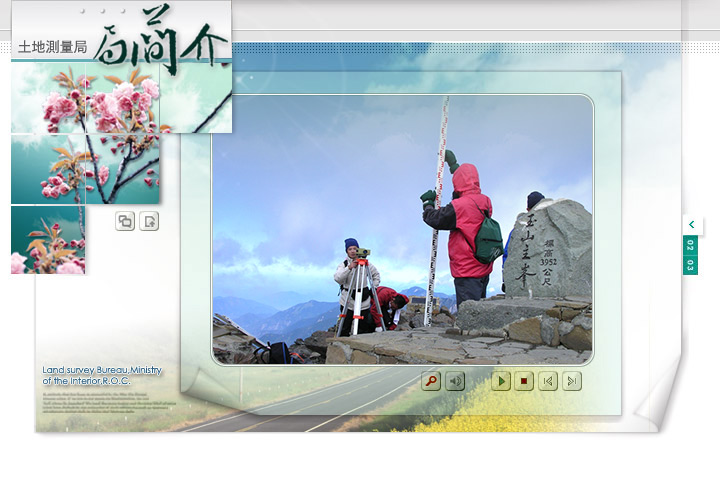 土地測量局
局簡介
玉山主峯
標高
3952
公尺
02
03
Land survey Bureau,Ministry
of the Interior.R.O.C.